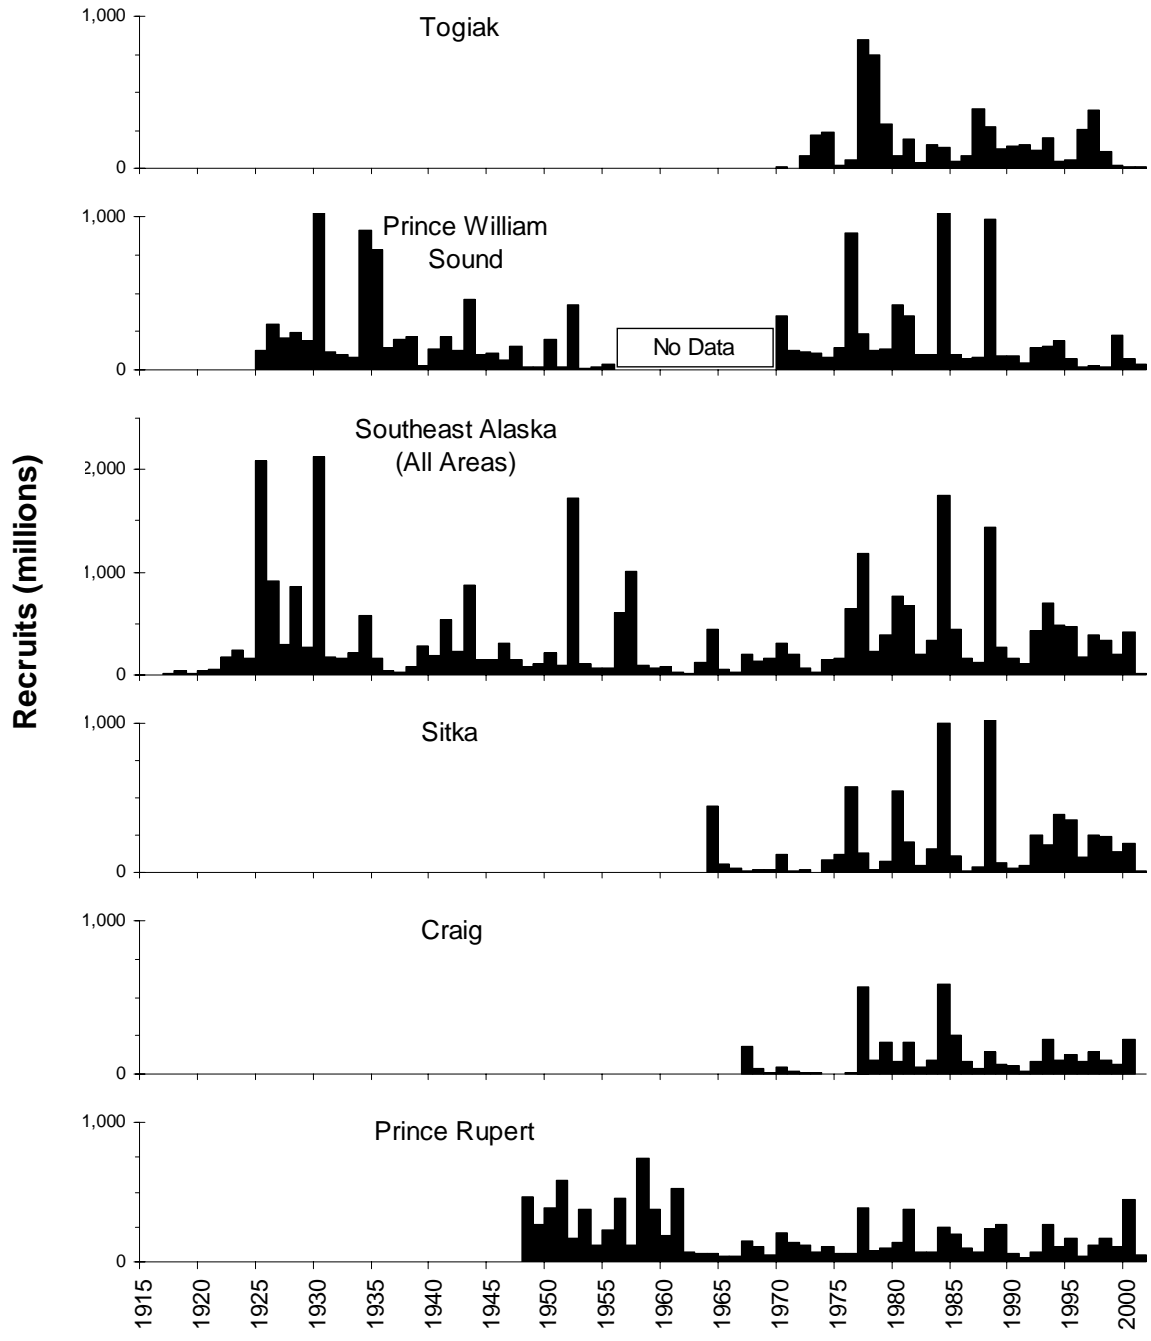 1,000
Togiak
0
1,000
Prince William
Sound
No Data
0
Southeast Alaska
(All Areas)
2,000
1,000
0
Recruits (millions)
1,000
Sitka
0
1,000
Craig
0
1,000
Prince Rupert
0
1915 1920 1925 1930 1935 1940 1945 1950 1955 1960 1965 1970 1975 1980 1985 1990 1995 2000